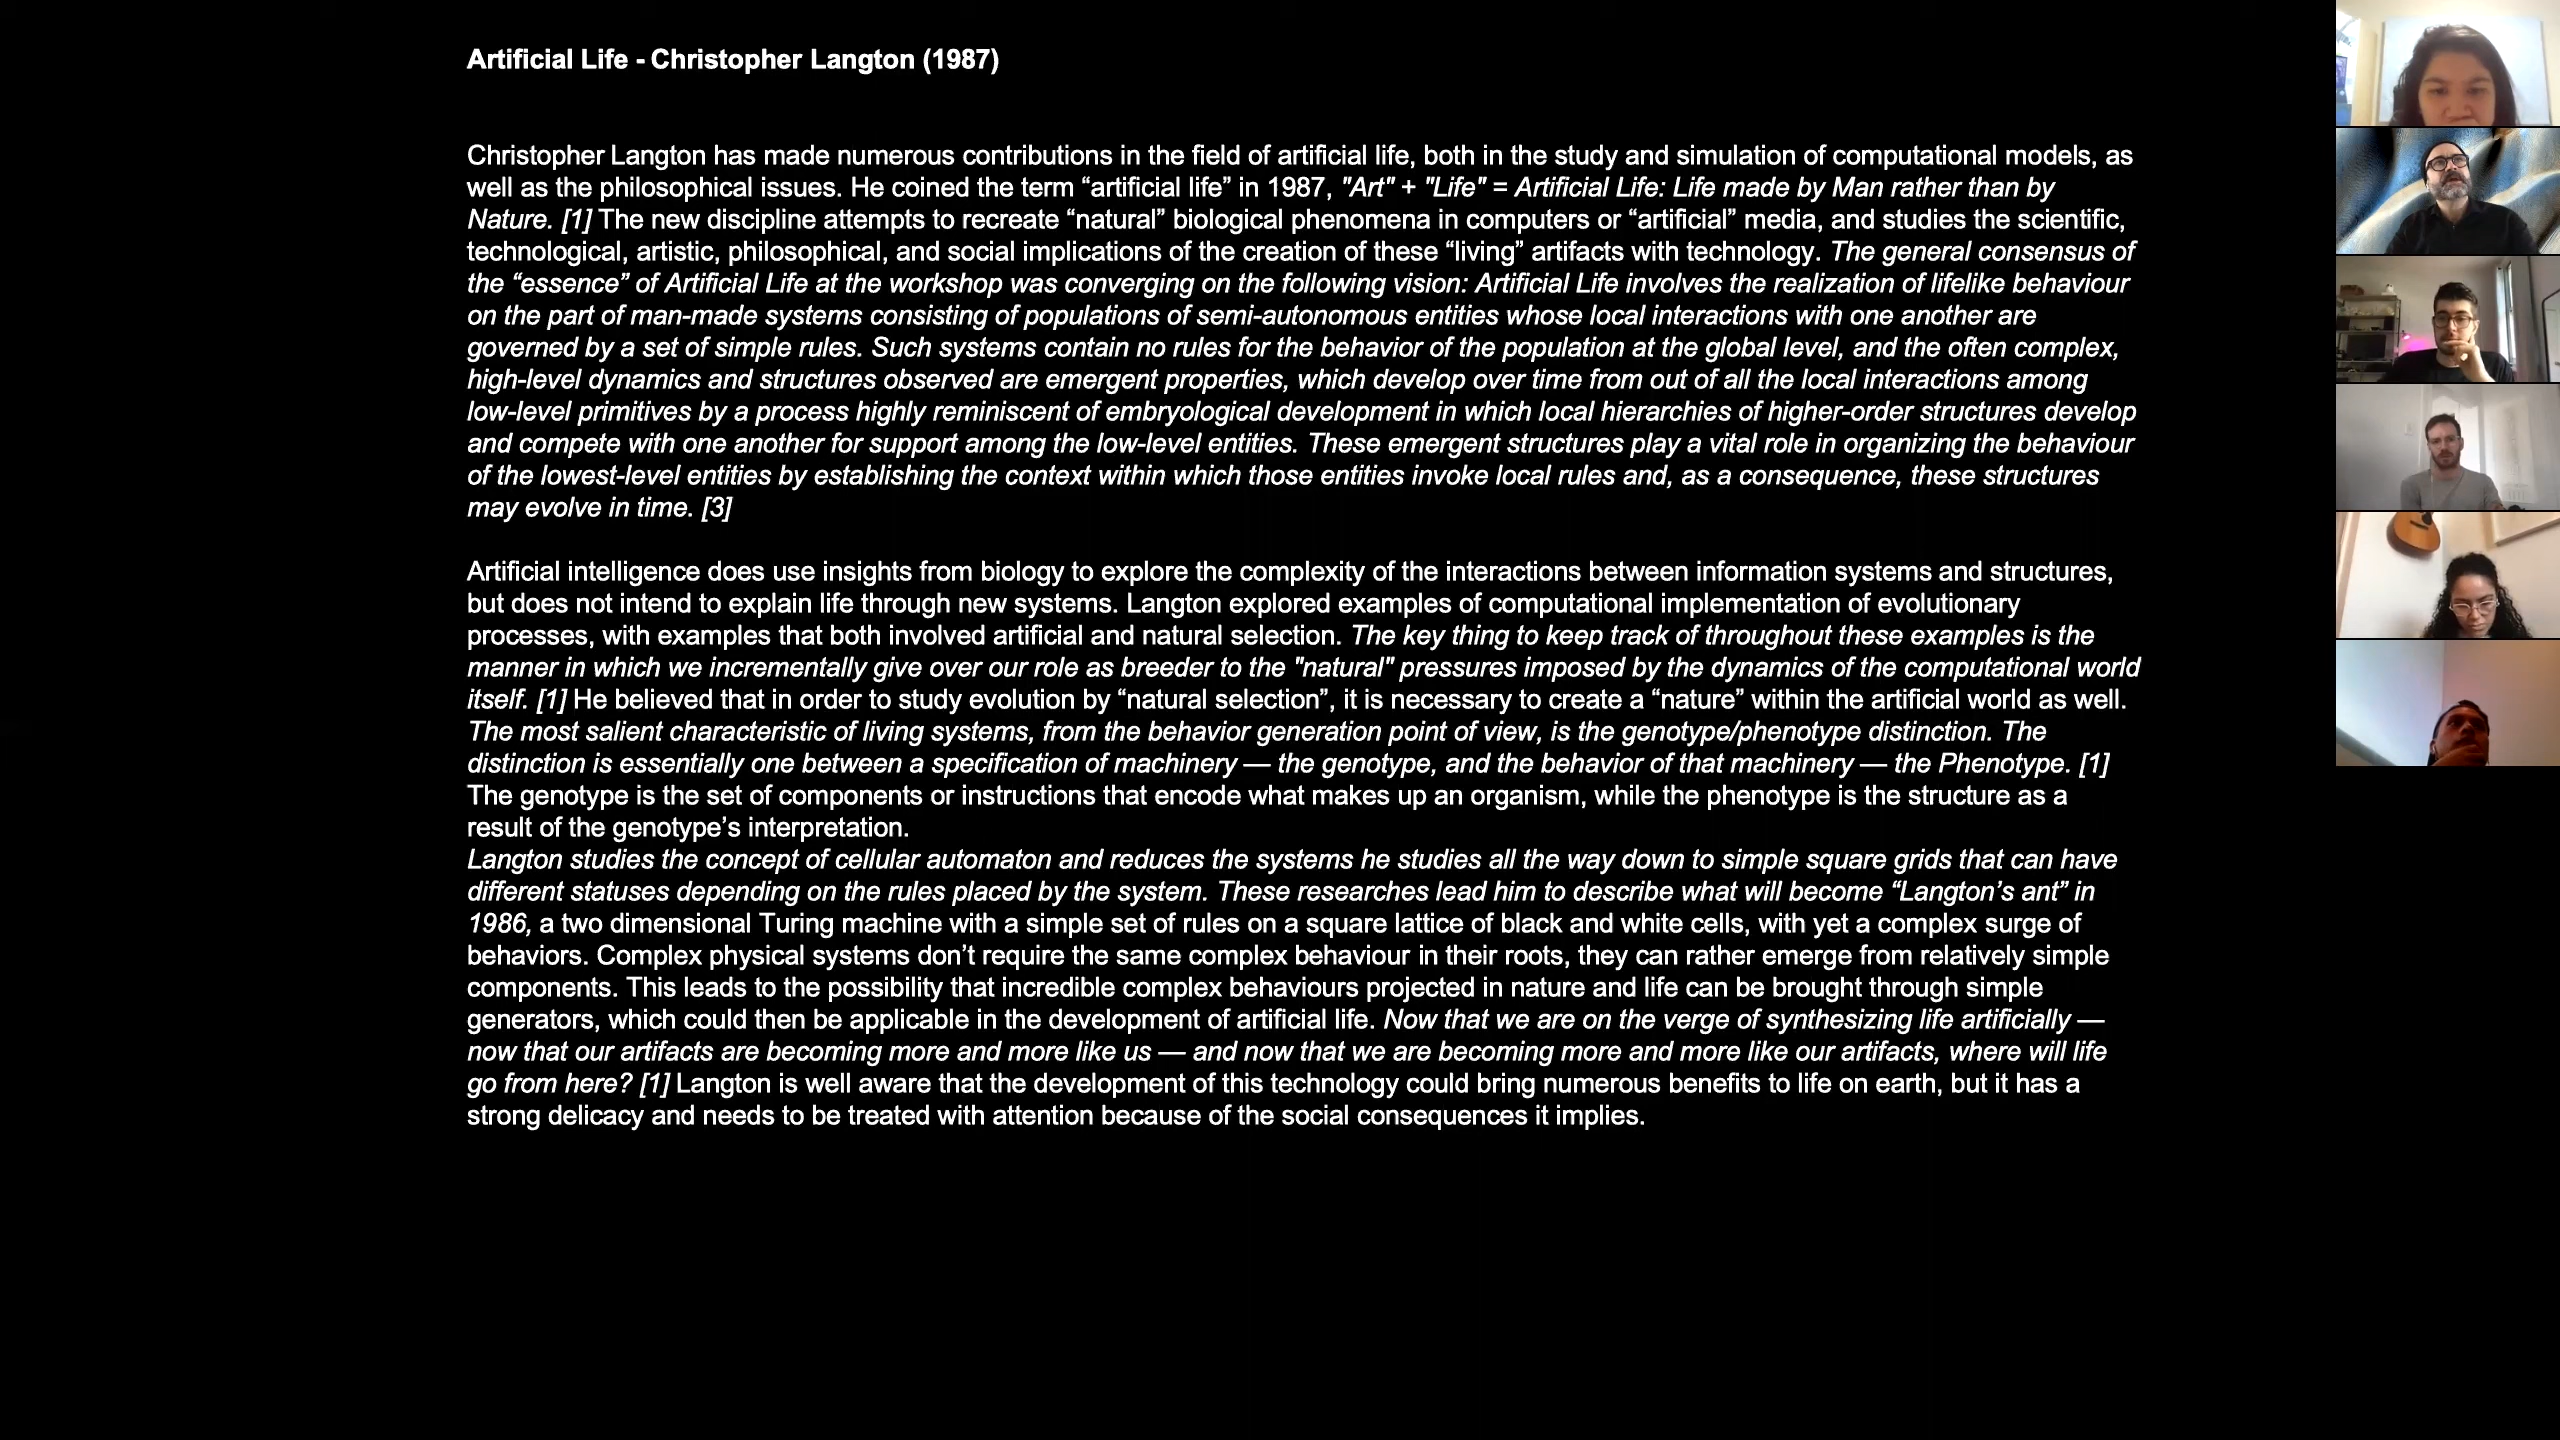 Artificial Life - Christopher Langton (1987)
Christopher Langton has made numerous contributions in the field of artificial life, both in the study and simulation of computational models, as
well as the philosophical issues. He coined the term “artificial life” in 1987, "Art" + "Life" = Artificial Life: Life made by Man rather than by
Nature. [1] The new discipline attempts to recreate “natural” biological phenomena in computers or “artificial” media, and studies the scientific,
technological, artistic, philosophical, and social implications of the creation of these “living” artifacts with technology. The general consensus of
the “essence” of Artificial Life at the workshop was converging on the following vision: Artificial Life involves the realization of lifelike behaviour
on the part of man-made systems consisting of populations of semi-autonomous entities whose local interactions with one another are
governed by a set of simple rules. Such systems contain no rules for the behavior of the population at the global level, and the often complex,
high-level dynamics and structures observed are emergent properties, which develop over time from out of all the local interactions among
low-level primitives by a process highly reminiscent of embryological development in which local hierarchies of higher-order structures develop
and compete with one another for support among the low-level entities. These emergent structures play a vital role in organizing the behaviour
of the lowest-level entities by establishing the context within which those entities invoke local rules and, as a consequence, these structures
may evolve in time. [3]
Artificial intelligence does use insights from biology to explore the complexity of the interactions between information systems and structures,
but does not intend to explain life through new systems. Langton explored examples of computational implementation of evolutionary
processes, with examples that both involved artificial and natural selection. The key thing to keep track of throughout these examples is the
manner in which we incrementally give over our role as breeder to the "natural" pressures imposed by the dynamics of the computational world
itself. [1] He believed that in order to study evolution by “natural selection”, it is necessary to create a “nature” within the artificial world as well.
The most salient characteristic of living systems, from the behavior generation point of view, is the genotype/phenotype distinction. The
distinction is essentially one between a specification of machinery — the genotype, and the behavior of that machinery — the Phenotype. [1]
The genotype is the set of components or instructions that encode what makes up an organism, while the phenotype is the structure as a
result of the genotype’s interpretation.
Langton studies the concept of cellular automaton and reduces the systems he studies all the way down to simple square grids that can have
different statuses depending on the rules placed by the system. These researches lead him to describe what will become “Langton’s ant” in
1986, a two dimensional Turing machine with a simple set of rules on a square lattice of black and white cells, with yet a complex surge of
behaviors. Complex physical systems don’t require the same complex behaviour in their roots, they can rather emerge from relatively simple
components. This leads to the possibility that incredible complex behaviours projected in nature and life can be brought through simple
generators, which could then be applicable in the development of artificial life. Now that we are on the verge of synthesizing life artificially —
now that our artifacts are becoming more and more like us — and now that we are becoming more and more like our artifacts, where will life
go from here? [1] Langton is well aware that the development of this technology could bring numerous benefits to life on earth, but it has a
strong delicacy and needs to be treated with attention because of the social consequences it implies.